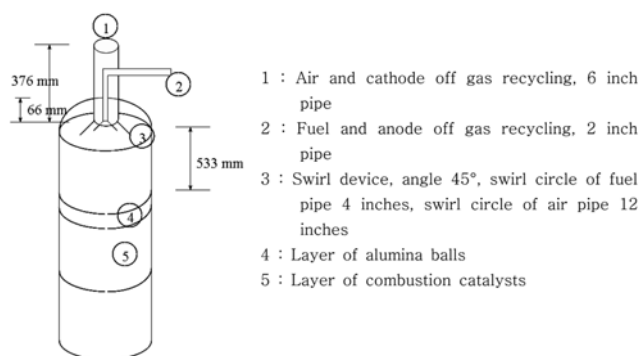 1
376 mm
66 mm
2
3
533 mm
4
5
1 : Air and cathode off gas recycling, 6 inch
pipe
2 : Fuel and anode off gas recycling, 2 inch
pipe
3 : Swirl device, angle 45°, swirl circle of fuel
pipe 4 inches, swirl circle of air pipe 12
inches
4 : Layer of alumina balls
5 : Layer of combustion catalysts